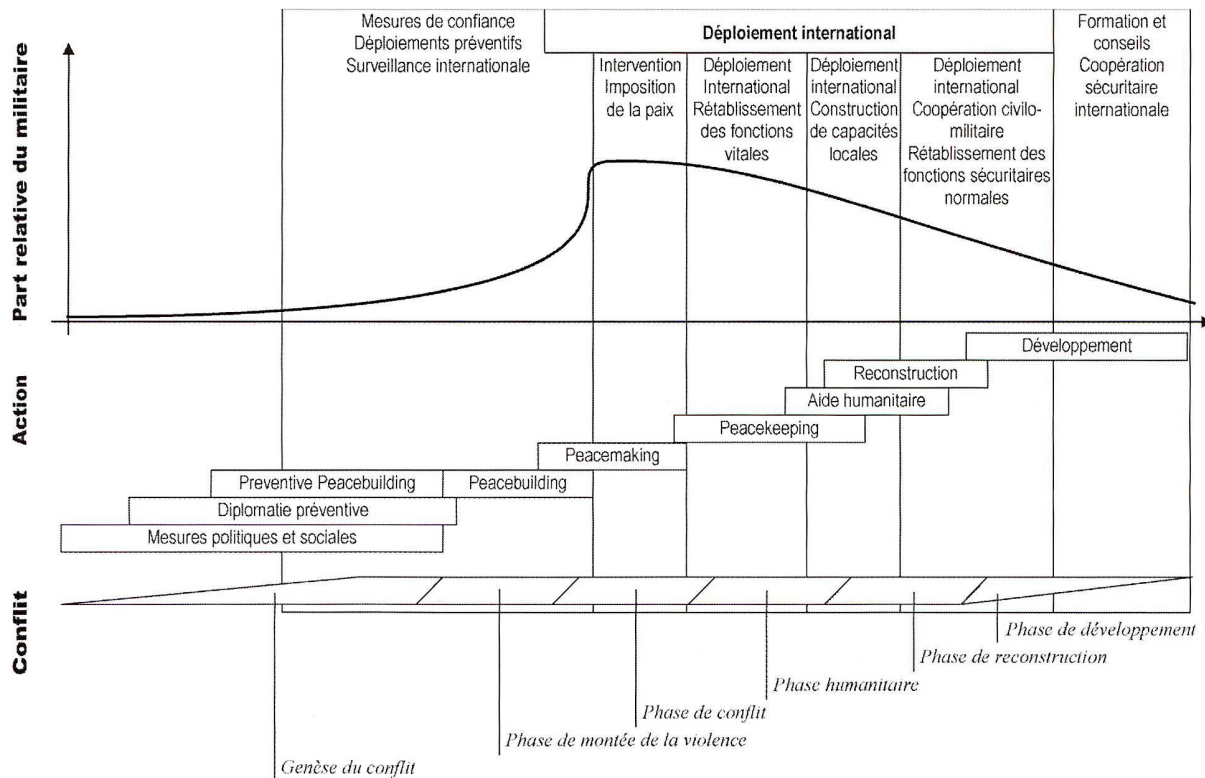 Mesures de confiance
Déploiements préventifs
Surveillance internationale
Déploiement international
Intervention
Imposition
de la paix
Déploiement
International
Rétablissement
des fonctions
vitales
Déploiement
international
Construction
de capacités
locales
Déploiement
international
Coopération civilo-
militaire
Rétablissement des
fonctions sécuritaires
normales
Formation et
conseils
Coopération
sécuritaire
internationale
Part relative du militaire
Action
Développement
Reconstruction
Aide humanitaire
Peacekeeping
Peacemaking
Preventive Peacebuilding
Peacebuilding
Diplomatie préventive
Mesures politiques et sociales
Conflit
Phase de développement
Phase de reconstruction
Phase humanitaire
Phase de conflit
Phase de montée de la violence
Genèse du conflit